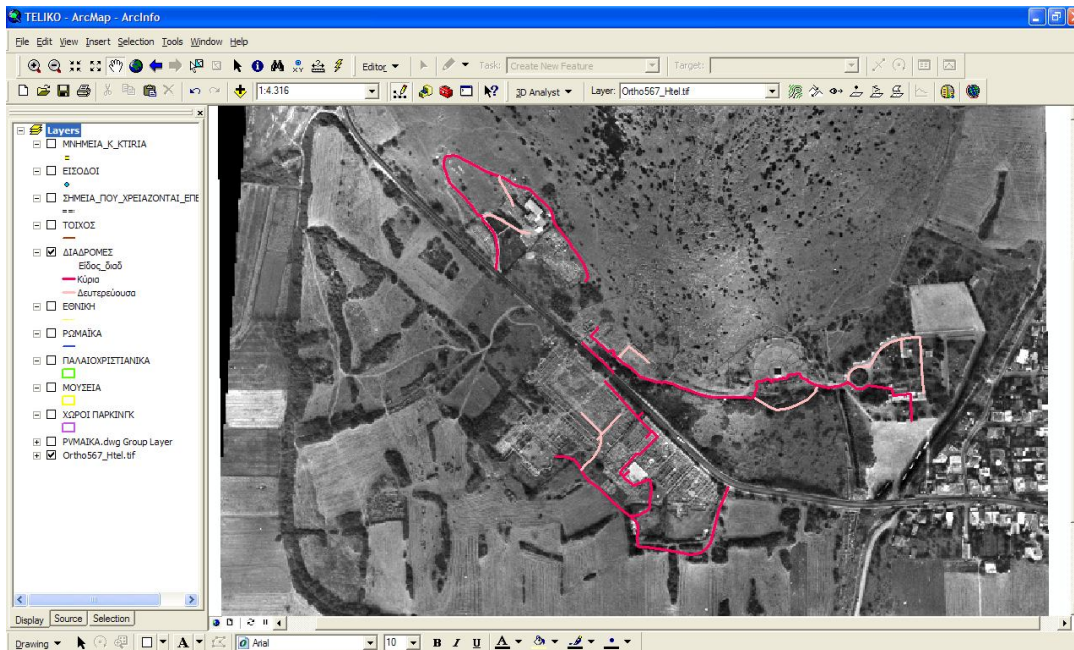 TELIKO - ArcMap - ArcInfo
File Edit View Insert Selection Tools Window Help
Editor Task: Create New Feature Target:
1:4.316 3D Analyst Layer: Ortho567_Htel.tif
Layers
ΜΝΗΜΕΙΑ_Κ_ΚΤΙRΙΑ
ΕΙΣΟΔΟΙ
ΣΗΜΕΙΑ_ΠΟΥ_ΧΡΕΙΑΖΟΝΤΑΙ_ΕΠΕ
ΤΟΙΧΟΣ
ΔΙΑΔΡΟΜΕΣ
Είδος_διαδ
Κύρια
Δευτερεύουσα
ΕΘΝΙΚΗ
ΡΩΜΑΪΚΑ
ΠΑΛΑΙΟΧΡΙΣΤΙΑΝΙΚΑ
ΜΟΥΣΕΙΑ
ΧΩΡΟΙ ΠΑΡΚΙΝΓΚ
PVMAIKA.dwg Group Layer
Ortho567_Htel.tif
Display Source Selection
Drawing A Arial 10 B I U A